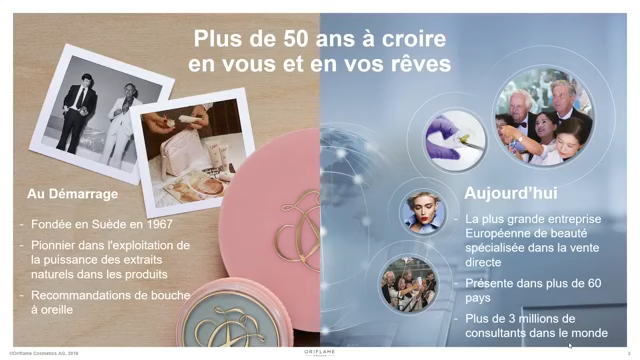 Plus de 50 ans à croire
en vous et en vos rêves
Au Démarrage
- Fondée en Suède en 1967
- Pionnier dans l'exploitation de
la puissance des extraits
naturels dans les produits
- Recommandations de bouche
à oreille
Aujourd'hui
- La plus grande entreprise
Européenne de beauté
spécialisée dans la vente
directe
- Présente dans plus de 60
pays
- Plus de 3 millions de
consultants dans le monde
©Oriflame Cosmetics AG, 2018
ORIFLAME